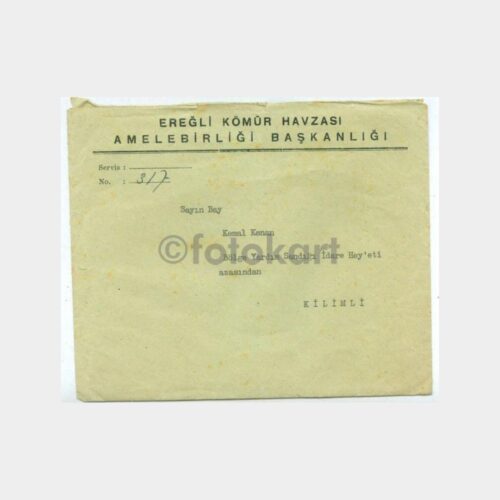 EREĞLİ KÖMÜR HAVZASI
AMELEBİRLİĞİ BAŞKANLIĞI
Servis :
No. : 317
Sayın Bay
Kemal Kenan
Bölge Yardım Sandığı İdare Hey'eti
azasından
KİLİMLİ
©fotokart